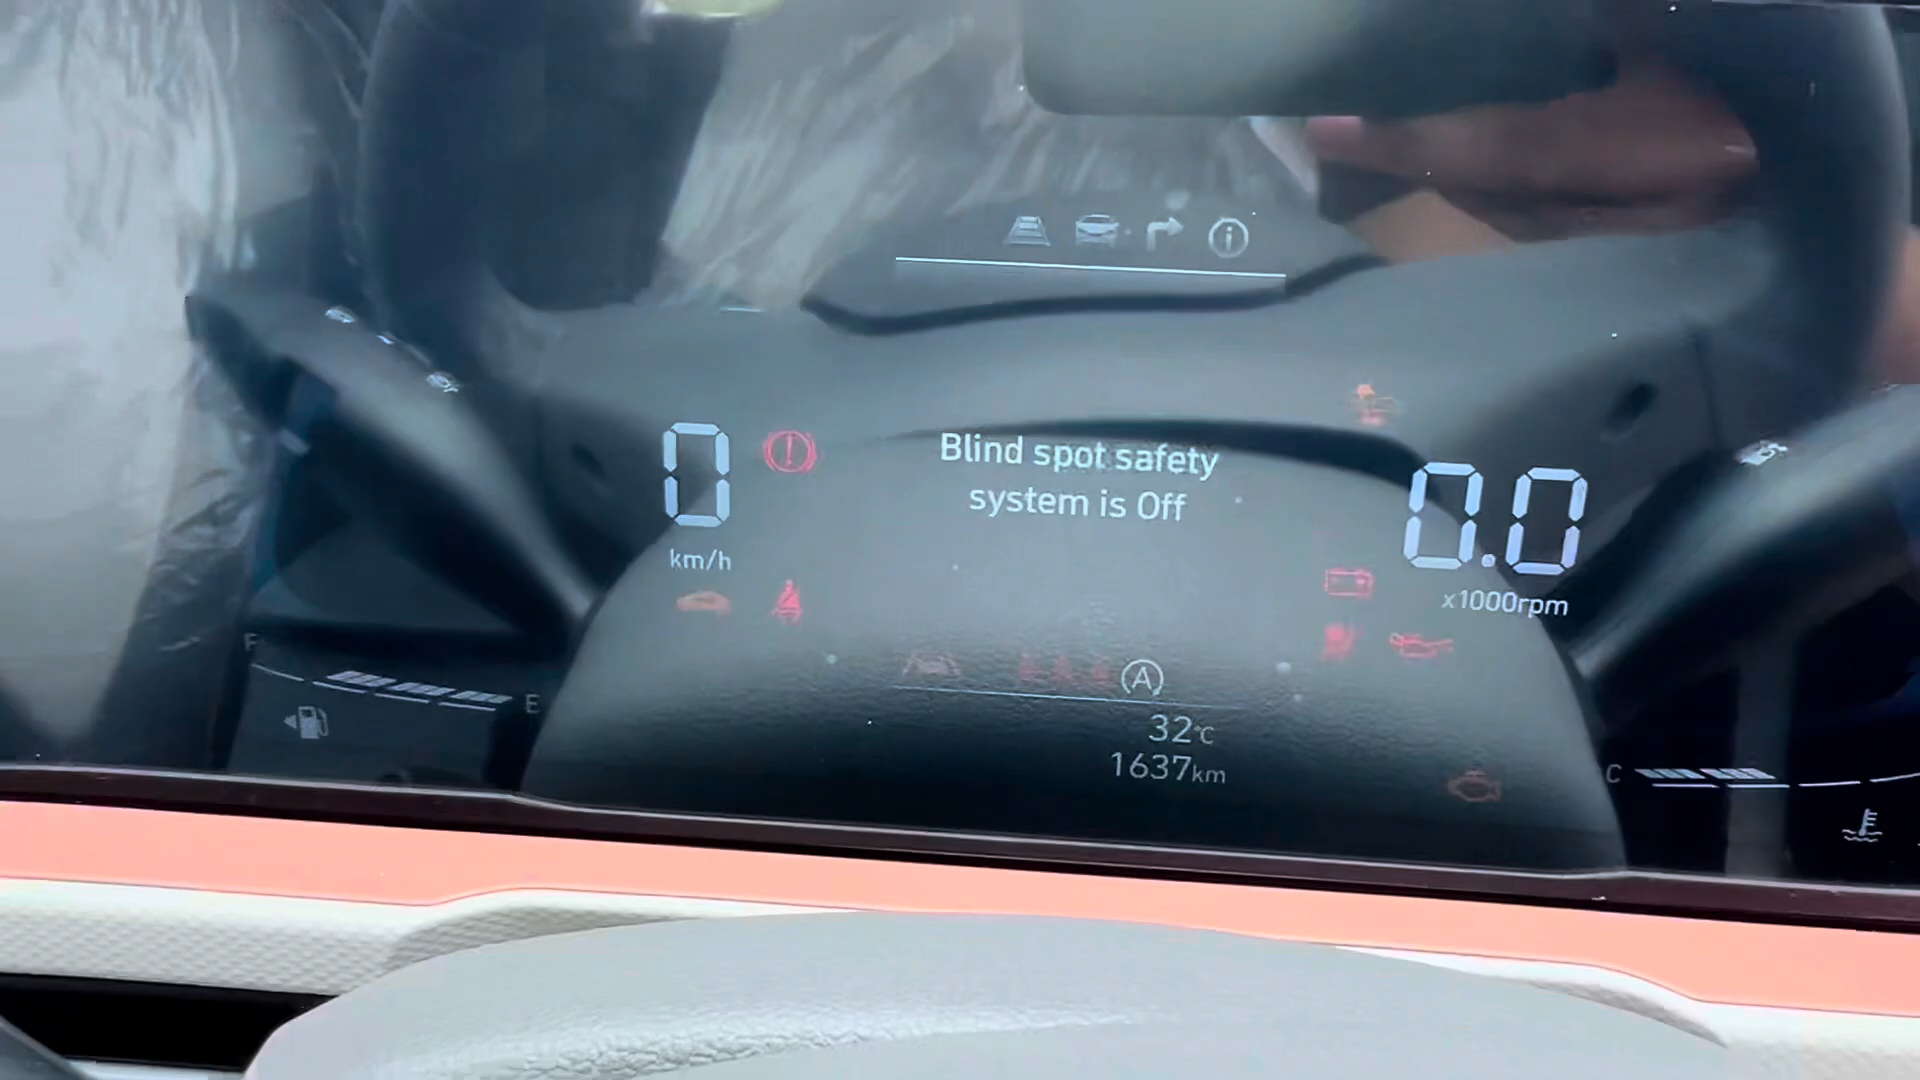 0
km/h
Blind spot safety
system is Off
0.0
x1000rpm
F
E
A
32°C
1637km
C